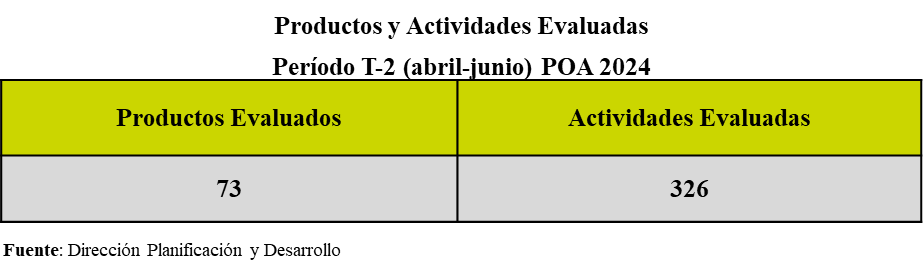 Productos y Actividades Evaluadas
Período T-2 (abril-junio) POA 2024
Productos Evaluados Actividades Evaluadas
73 326
Fuente: Dirección Planificación y Desarrollo